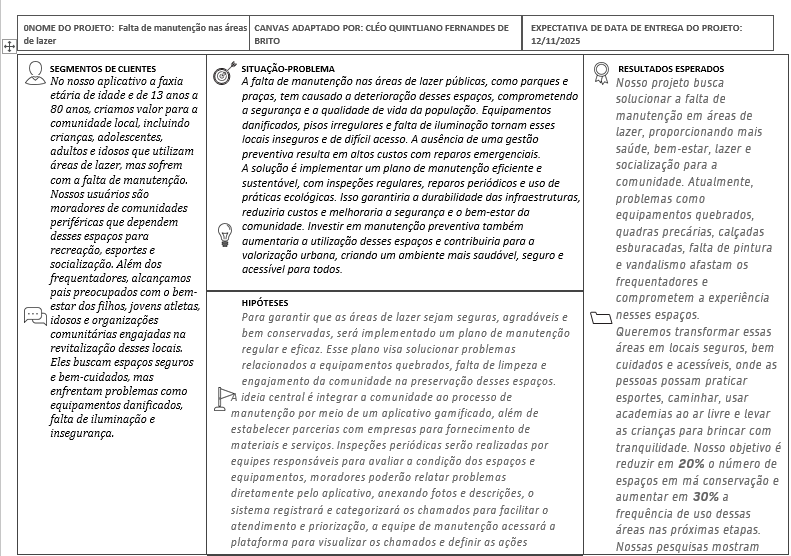 0NOME DO PROJETO:  Falta de manutenção nas áreas
de lazer
CANVAS ADAPTADO POR: CLÉO QUINTLIANO FERNANDES DE
BRITO
EXPECTATIVA DE DATA DE ENTREGA DO PROJETO:
12/11/2025
SEGMENTOS DE CLIENTES
No nosso aplicativo a faxia
etária de idade e de 13 anos a
80 anos, criamos valor para a
comunidade local, incluindo
crianças, adolescentes,
adultos e idosos que utilizam
áreas de lazer, mas sofrem
com a falta de manutenção.
Nossos usuários são
moradores de comunidades
periféricas que dependem
desses espaços para
recreação, esportes e
socialização. Além dos
frequentadores, alcançamos
pais preocupados com o bem-
estar dos filhos, jovens atletas,
idosos e organizações
comunitárias engajadas na
revitalização desses locais.
Eles buscam espaços seguros
e bem-cuidados, mas
enfrentam problemas como
equipamentos danificados,
falta de iluminação e
insegurança.
SITUAÇÃO-PROBLEMA
A falta de manutenção nas áreas de lazer públicas, como parques e
praças, tem causado a deterioração desses espaços, comprometendo
a segurança e a qualidade de vida da população. Equipamentos
danificados, pisos irregulares e falta de iluminação tornam esses
locais inseguros e de difícil acesso. A ausência de uma gestão
preventiva resulta em altos custos com reparos emergenciais.
A solução é implementar um plano de manutenção eficiente e
sustentável, com inspeções regulares, reparos periódicos e uso de
práticas ecológicas. Isso garantiria a durabilidade das infraestruturas,
reduziria custos e melhoraria a segurança e o bem-estar da
comunidade. Investir em manutenção preventiva também
aumentaria a utilização desses espaços e contribuiria para a
valorização urbana, criando um ambiente mais saudável, seguro e
acessível para todos.
HIPÓTESES
Para garantir que as áreas de lazer sejam seguras, agradáveis e
bem conservadas, será implementado um plano de manutenção
regular e eficaz. Esse plano visa solucionar problemas
relacionados a equipamentos quebrados, falta de limpeza e
engajamento da comunidade na preservação desses espaços.
A ideia central é integrar a comunidade ao processo de
manutenção por meio de um aplicativo gamificado, além de
estabelecer parcerias com empresas para fornecimento de
materiais e serviços. Inspeções periódicas serão realizadas por
equipes responsáveis para avaliar a condição dos espaços e
equipamentos, moradores poderão relatar problemas
diretamente pelo aplicativo, anexando fotos e descrições, o
sistema registrará e categorizará os chamados para facilitar o
atendimento e priorização, a equipe de manutenção acessará a
plataforma para visualizar os chamados e definir as ações
RESULTADOS ESPERADOS
Nosso projeto busca
solucionar a falta de
manutenção em áreas de
lazer, proporcionando mais
saúde, bem-estar, lazer e
socialização para a
comunidade. Atualmente,
problemas como
equipamentos quebrados,
quadras precárias, calçadas
esburacadas, falta de pintura
e vandalismo afastam os
frequentadores e
comprometem a experiência
nesses espaços.
Queremos transformar essas
áreas em locais seguros, bem
cuidados e acessíveis, onde as
pessoas possam praticar
esportes, caminhar, usar
academias ao ar livre e levar
as crianças para brincar com
tranquilidade. Nosso objetivo é
reduzir em 20% o número de
espaços em má conservação e
aumentar em 30% a
frequência de uso dessas
áreas nas próximas etapas.
Nossas pesquisas mostram